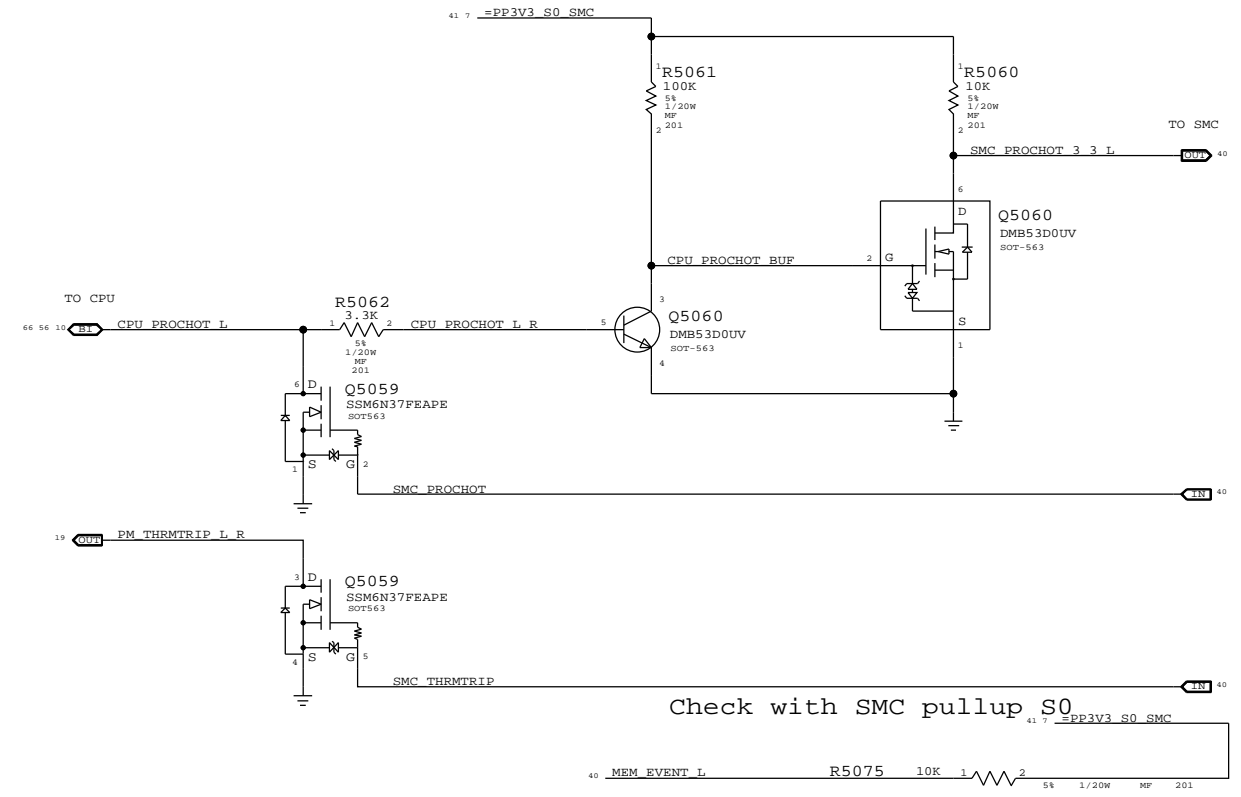 41 7 =PP3V3_S0_SMC
1 R5061
100K
5%
1/20W
MF
2 201
1 R5060
10K
5%
1/20W
MF
2 201
TO SMC
SMC_PROCHOT_3_3_L OUT 40
6
D
Q5060
DMB53D0UV
SOT-563
CPU_PROCHOT_BUF 2 G
S
1
TO CPU
66 56 10 BI CPU_PROCHOT_L
R5062
3.3K
1 2
5%
1/20W
MF
201
CPU_PROCHOT_L_R 5
3
Q5060
DMB53D0UV
SOT-563
4
6 D
Q5059
SSM6N37FEAPE
SOT563
1 S G 2
SMC_PROCHOT IN 40
19 OUT PM_THRMTRIP_L_R
3 D
Q5059
SSM6N37FEAPE
SOT563
4 S G 5
SMC_THRMTRIP IN 40
Check with SMC pullup S0
41 7 =PP3V3_S0_SMC
40 MEM_EVENT_L R5075 10K 1 2
5% 1/20W MF 201